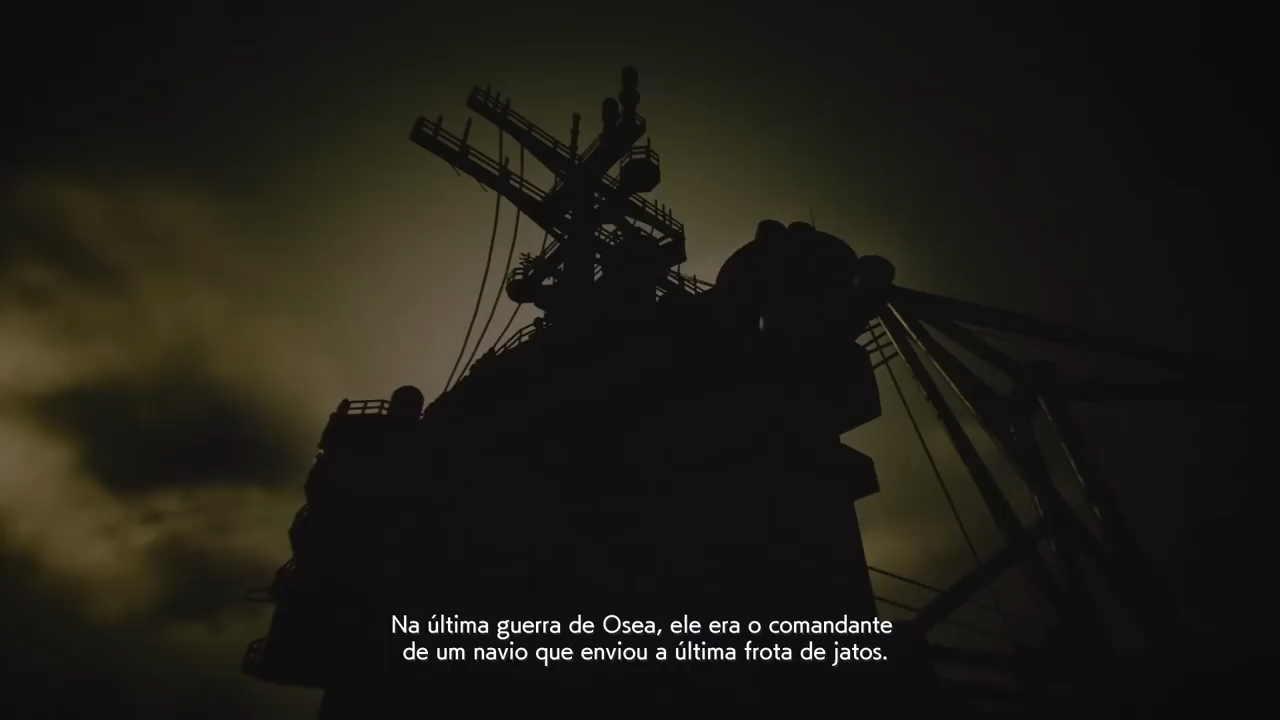 Na última guerra de Osea, ele era o comandante
de um navio que enviou a última frota de jatos.